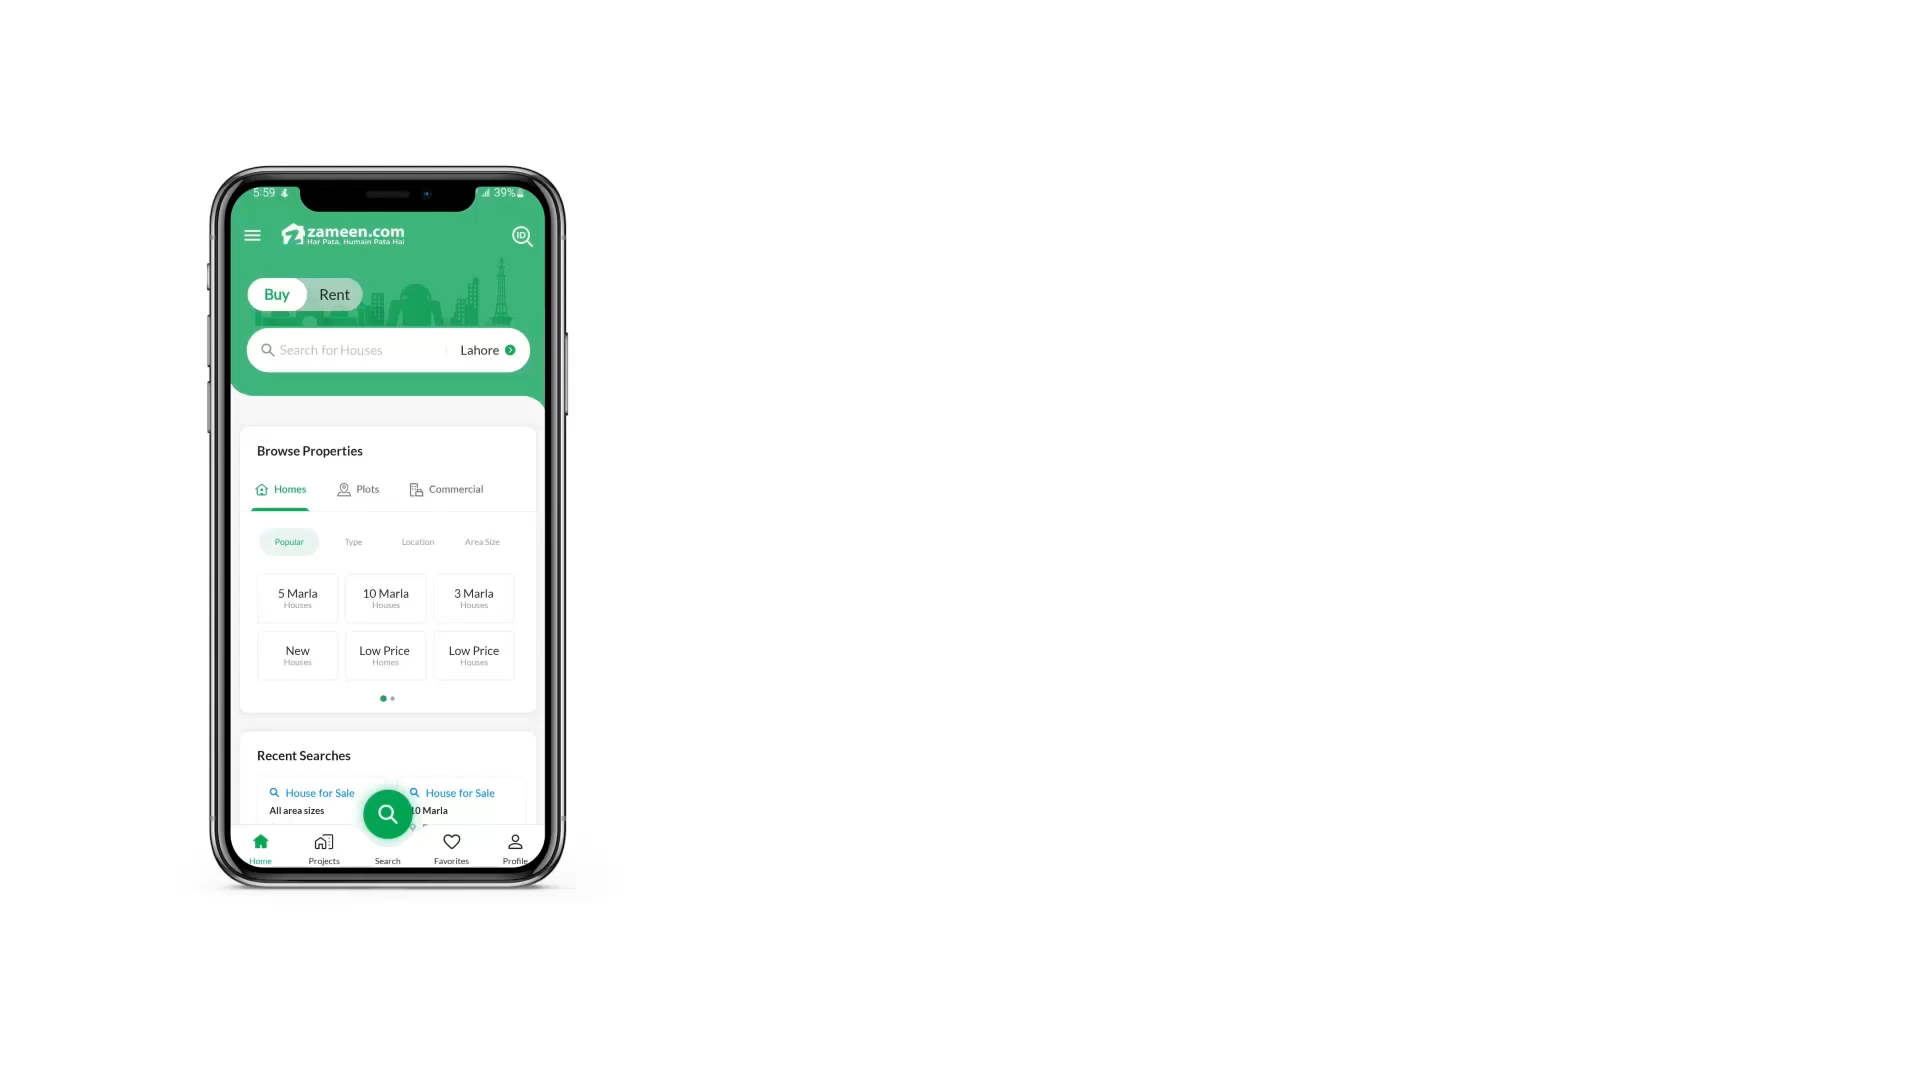 5:59
39%
zameen.com
Har Pata, Humain Pata Hai
ID
Buy Rent
Search for Houses Lahore
Browse Properties
Homes Plots Commercial
Popular Type Location Area Size
5 Marla 10 Marla 3 Marla
Houses Houses Houses
New Low Price Low Price
Houses Homes Houses
Recent Searches
House for Sale House for Sale
All area sizes 10 Marla
Home Projects Search Favorites Profile